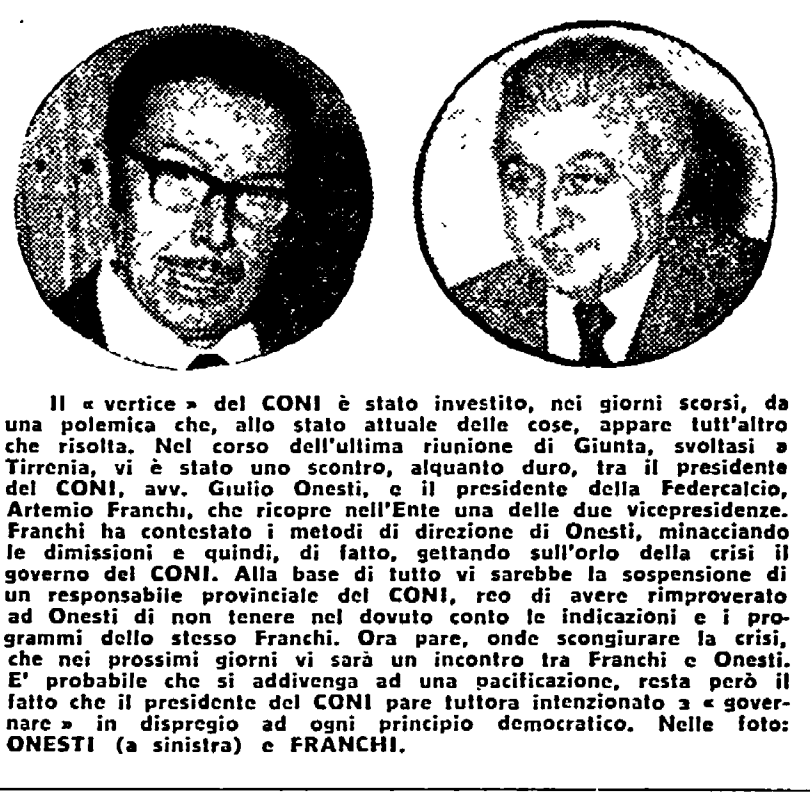 Il « vertice » del CONI è stato investito, nei giorni scorsi, da
una polemica che, allo stato attuale delle cose, appare tutt'altro
che risolta. Nel corso dell'ultima riunione di Giunta, svoltasi a
Tirrenia, vi è stato uno scontro, alquanto duro, tra il presidente
del CONI, avv. Giulio Onesti, e il presidente della Federcalcio,
Artemio Franchi, che ricopre nell'Ente una delle due vicepresidenze.
Franchi ha contestato i metodi di direzione di Onesti, minacciando
le dimissioni e quindi, di fatto, gettando sull'orlo della crisi il
governo del CONI. Alla base di tutto vi sarebbe la sospensione di
un responsabile provinciale del CONI, reo di avere rimproverato
ad Onesti di non tenere nel dovuto conto le indicazioni e i pro-
grammi dello stesso Franchi. Ora pare, onde scongiurare la crisi,
che nei prossimi giorni vi sarà un incontro tra Franchi e Onesti.
E' probabile che si addivenga ad una pacificazione, resta però il
fatto che il presidente del CONI pare tuttora intenzionato a « gover-
nare » in dispregio ad ogni principio democratico. Nelle foto:
ONESTI (a sinistra) e FRANCHI.